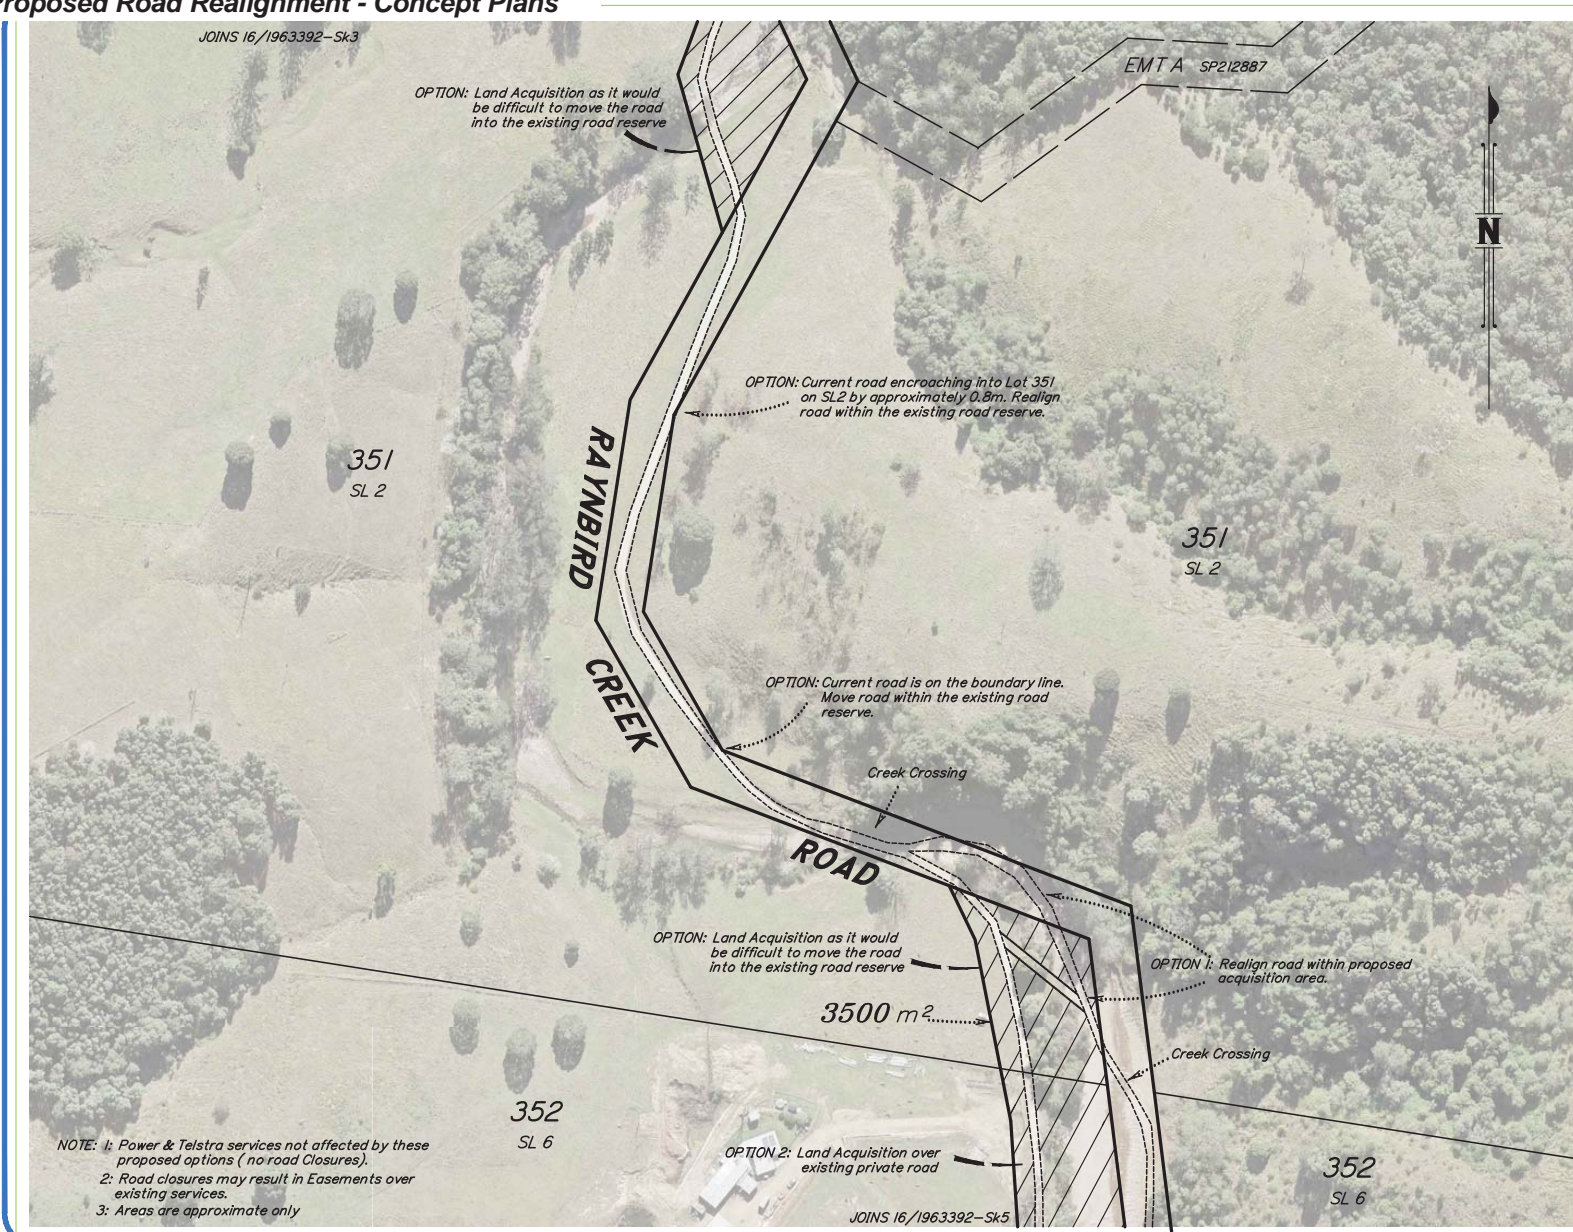 Proposed Road Realignment - Concept Plans
JOINS 16/1963392-Sk3
EMT A SP212887
OPTION: Land Acquisition as it would
be difficult to move the road
into the existing road reserve
N
OPTION: Current road encroaching into Lot 351
on SL2 by approximately 0.8m. Realign
road within the existing road reserve.
351
SL 2
RAYNBIRD
351
SL 2
CREEK
OPTION: Current road is on the boundary line.
Move road within the existing road
reserve.
Creek Crossing
ROAD
OPTION: Land Acquisition as it would
be difficult to move the road
into the existing road reserve
OPTION 1: Realign road within proposed
acquisition area.
3500 m²
Creek Crossing
352
SL 6
OPTION 2: Land Acquisition over
existing private road
352
SL 6
NOTE: 1: Power & Telstra services not affected by these
proposed options ( no road Closures).
2: Road closures may result in Easements over
existing services.
3: Areas are approximate only
JOINS 16/1963392-Sk5